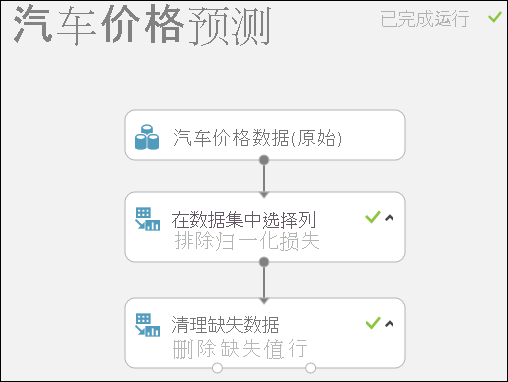 汽车价格预测
已完成运行
汽车价格数据(原始)
在数据集中选择列
排除归一化损失
清理缺失数据
删除缺失值行